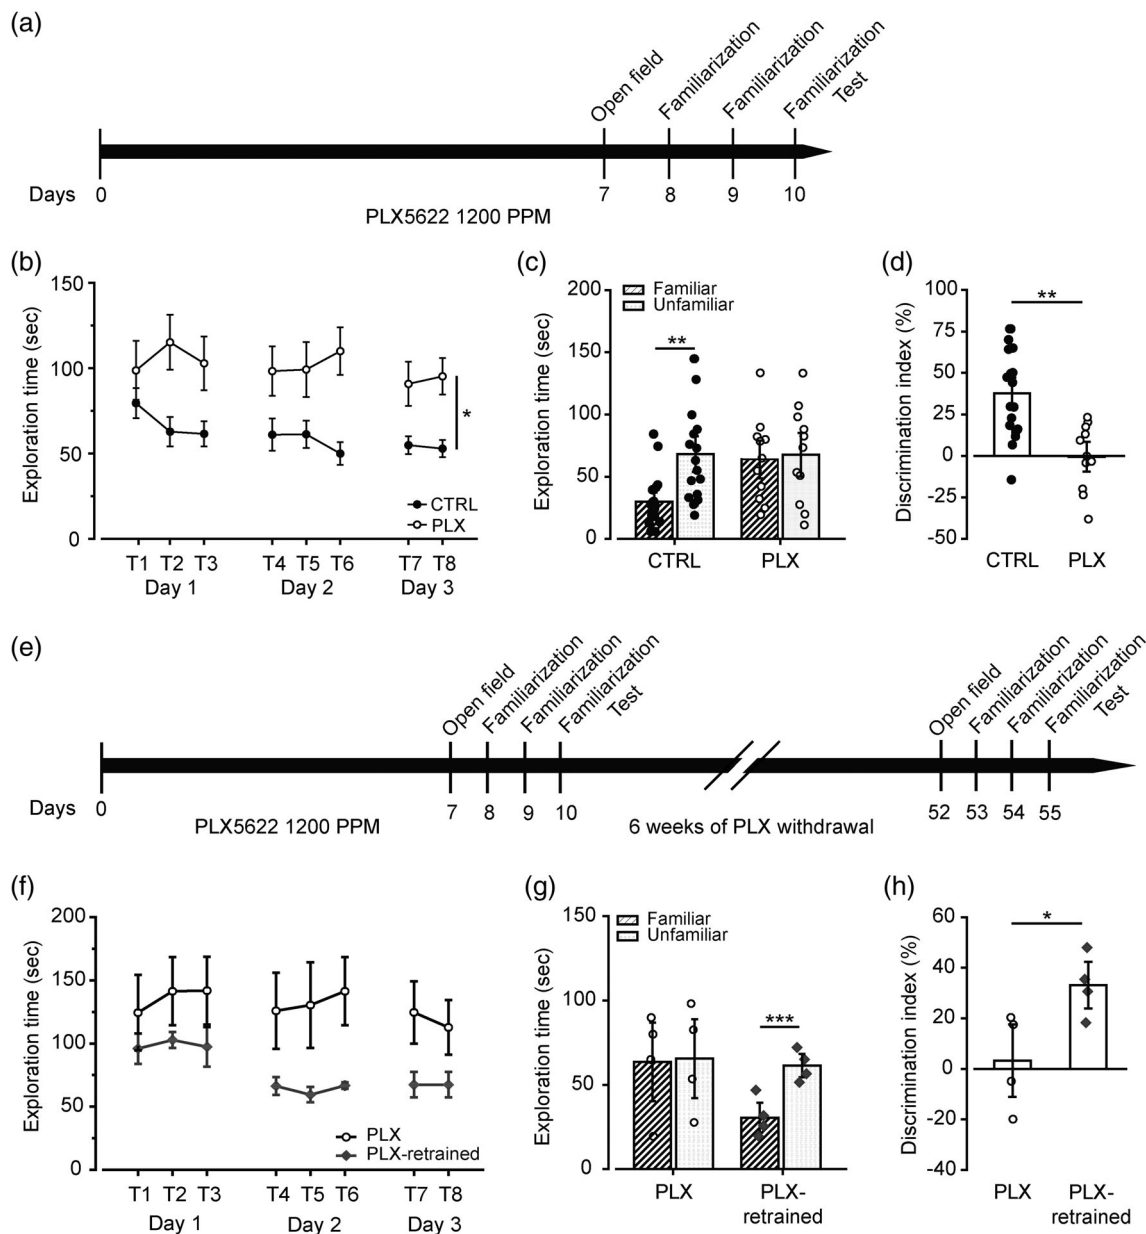 (a)
Open field
Familiarization
Familiarization
Familiarization
Test
Days 0 7 8 9 10
PLX5622 1200 PPM
(b)
Exploration time (sec)
150
100
50
0
CTRL
PLX
*
T1 T2 T3 T4 T5 T6 T7 T8
Day 1 Day 2 Day 3
(c)
Exploration time (sec)
200
150
100
50
0
Familiar
Unfamiliar
**
CTRL PLX
(d)
Discrimination index (%)
100
75
50
25
0
-25
-50
**
CTRL PLX
(e)
Open field
Familiarization
Familiarization
Familiarization
Test
Open field
Familiarization
Familiarization
Familiarization
Test
Days 0 7 8 9 10 52 53 54 55
PLX5622 1200 PPM 6 weeks of PLX withdrawal
(f)
Exploration time (sec)
200
150
100
50
0
PLX
PLX-retrained
T1 T2 T3 T4 T5 T6 T7 T8
Day 1 Day 2 Day 3
(g)
Exploration time (sec)
150
100
50
0
Familiar
Unfamiliar
***
PLX PLX-
retrained
(h)
Discrimination index (%)
60
40
20
0
-20
-40
*
PLX PLX-
retrained